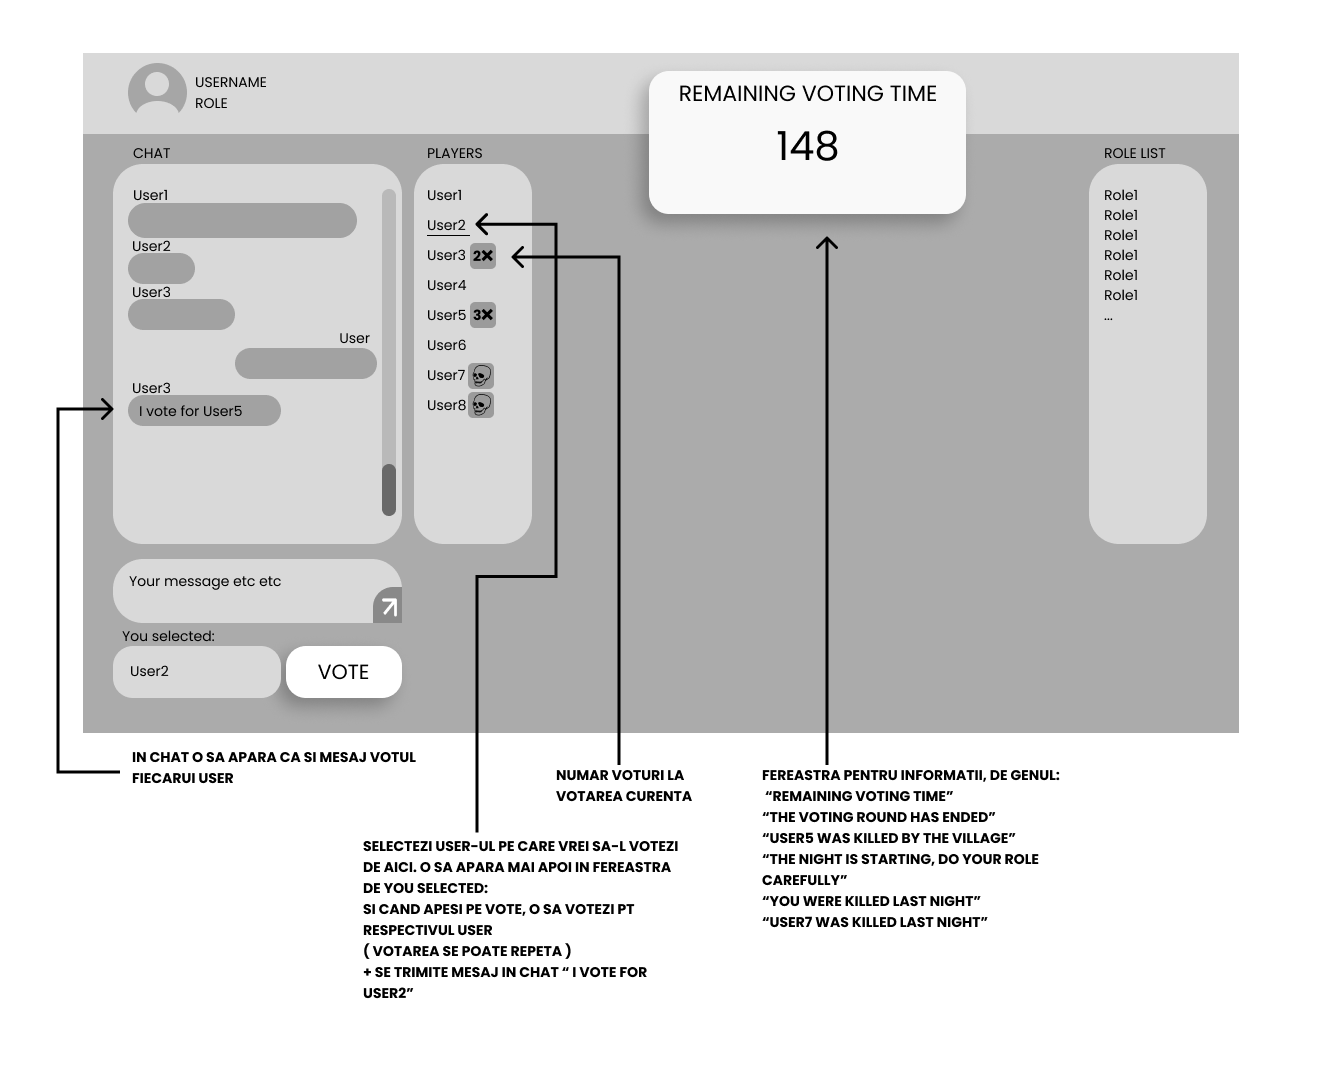 USERNAME
ROLE
REMAINING VOTING TIME
148
CHAT
User1
User2
User3
User
User3
I vote for User5
PLAYERS
User1
User2
User3 2X
User4
User5 3X
User6
User7
User8
ROLE LIST
Role1
Role1
Role1
Role1
Role1
Role1
...
Your message etc etc
You selected:
User2
VOTE
IN CHAT O SA APARA CA SI MESAJ VOTUL
FIECARUI USER
SELECTEZI USER-UL PE CARE VREI SA-L VOTEZI
DE AICI. O SA APARA MAI APOI IN FEREASTRA
DE YOU SELECTED:
SI CAND APESI PE VOTE, O SA VOTEZI PT
RESPECTIVUL USER
( VOTAREA SE POATE REPETA )
+ SE TRIMITE MESAJ IN CHAT “ I VOTE FOR
USER2”
NUMAR VOTURI LA
VOTAREA CURENTA
FEREASTRA PENTRU INFORMATII, DE GENUL:
“REMAINING VOTING TIME”
“THE VOTING ROUND HAS ENDED”
“USER5 WAS KILLED BY THE VILLAGE”
“THE NIGHT IS STARTING, DO YOUR ROLE
CAREFULLY”
“YOU WERE KILLED LAST NIGHT”
“USER7 WAS KILLED LAST NIGHT”